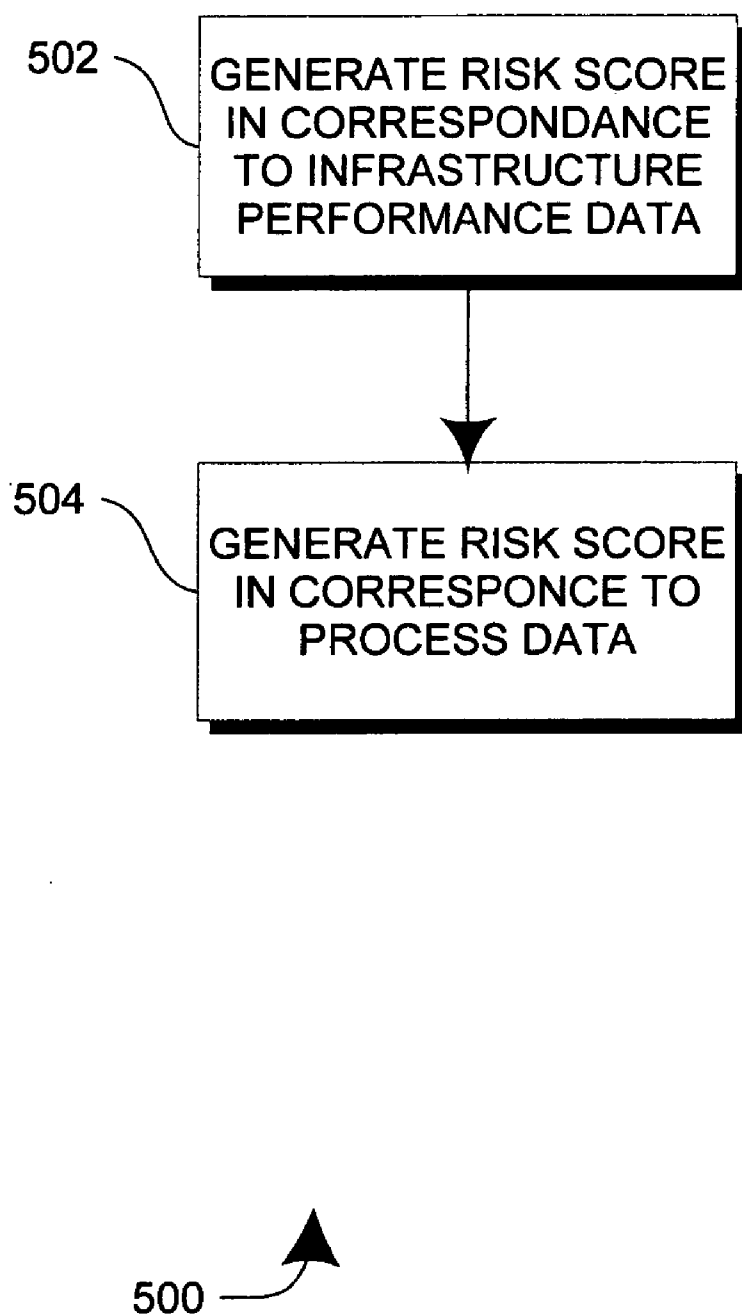 502
GENERATE RISK SCORE
IN CORRESPONDANCE
TO INFRASTRUCTURE
PERFORMANCE DATA
504
GENERATE RISK SCORE
IN CORRESPONCE TO
PROCESS DATA
500